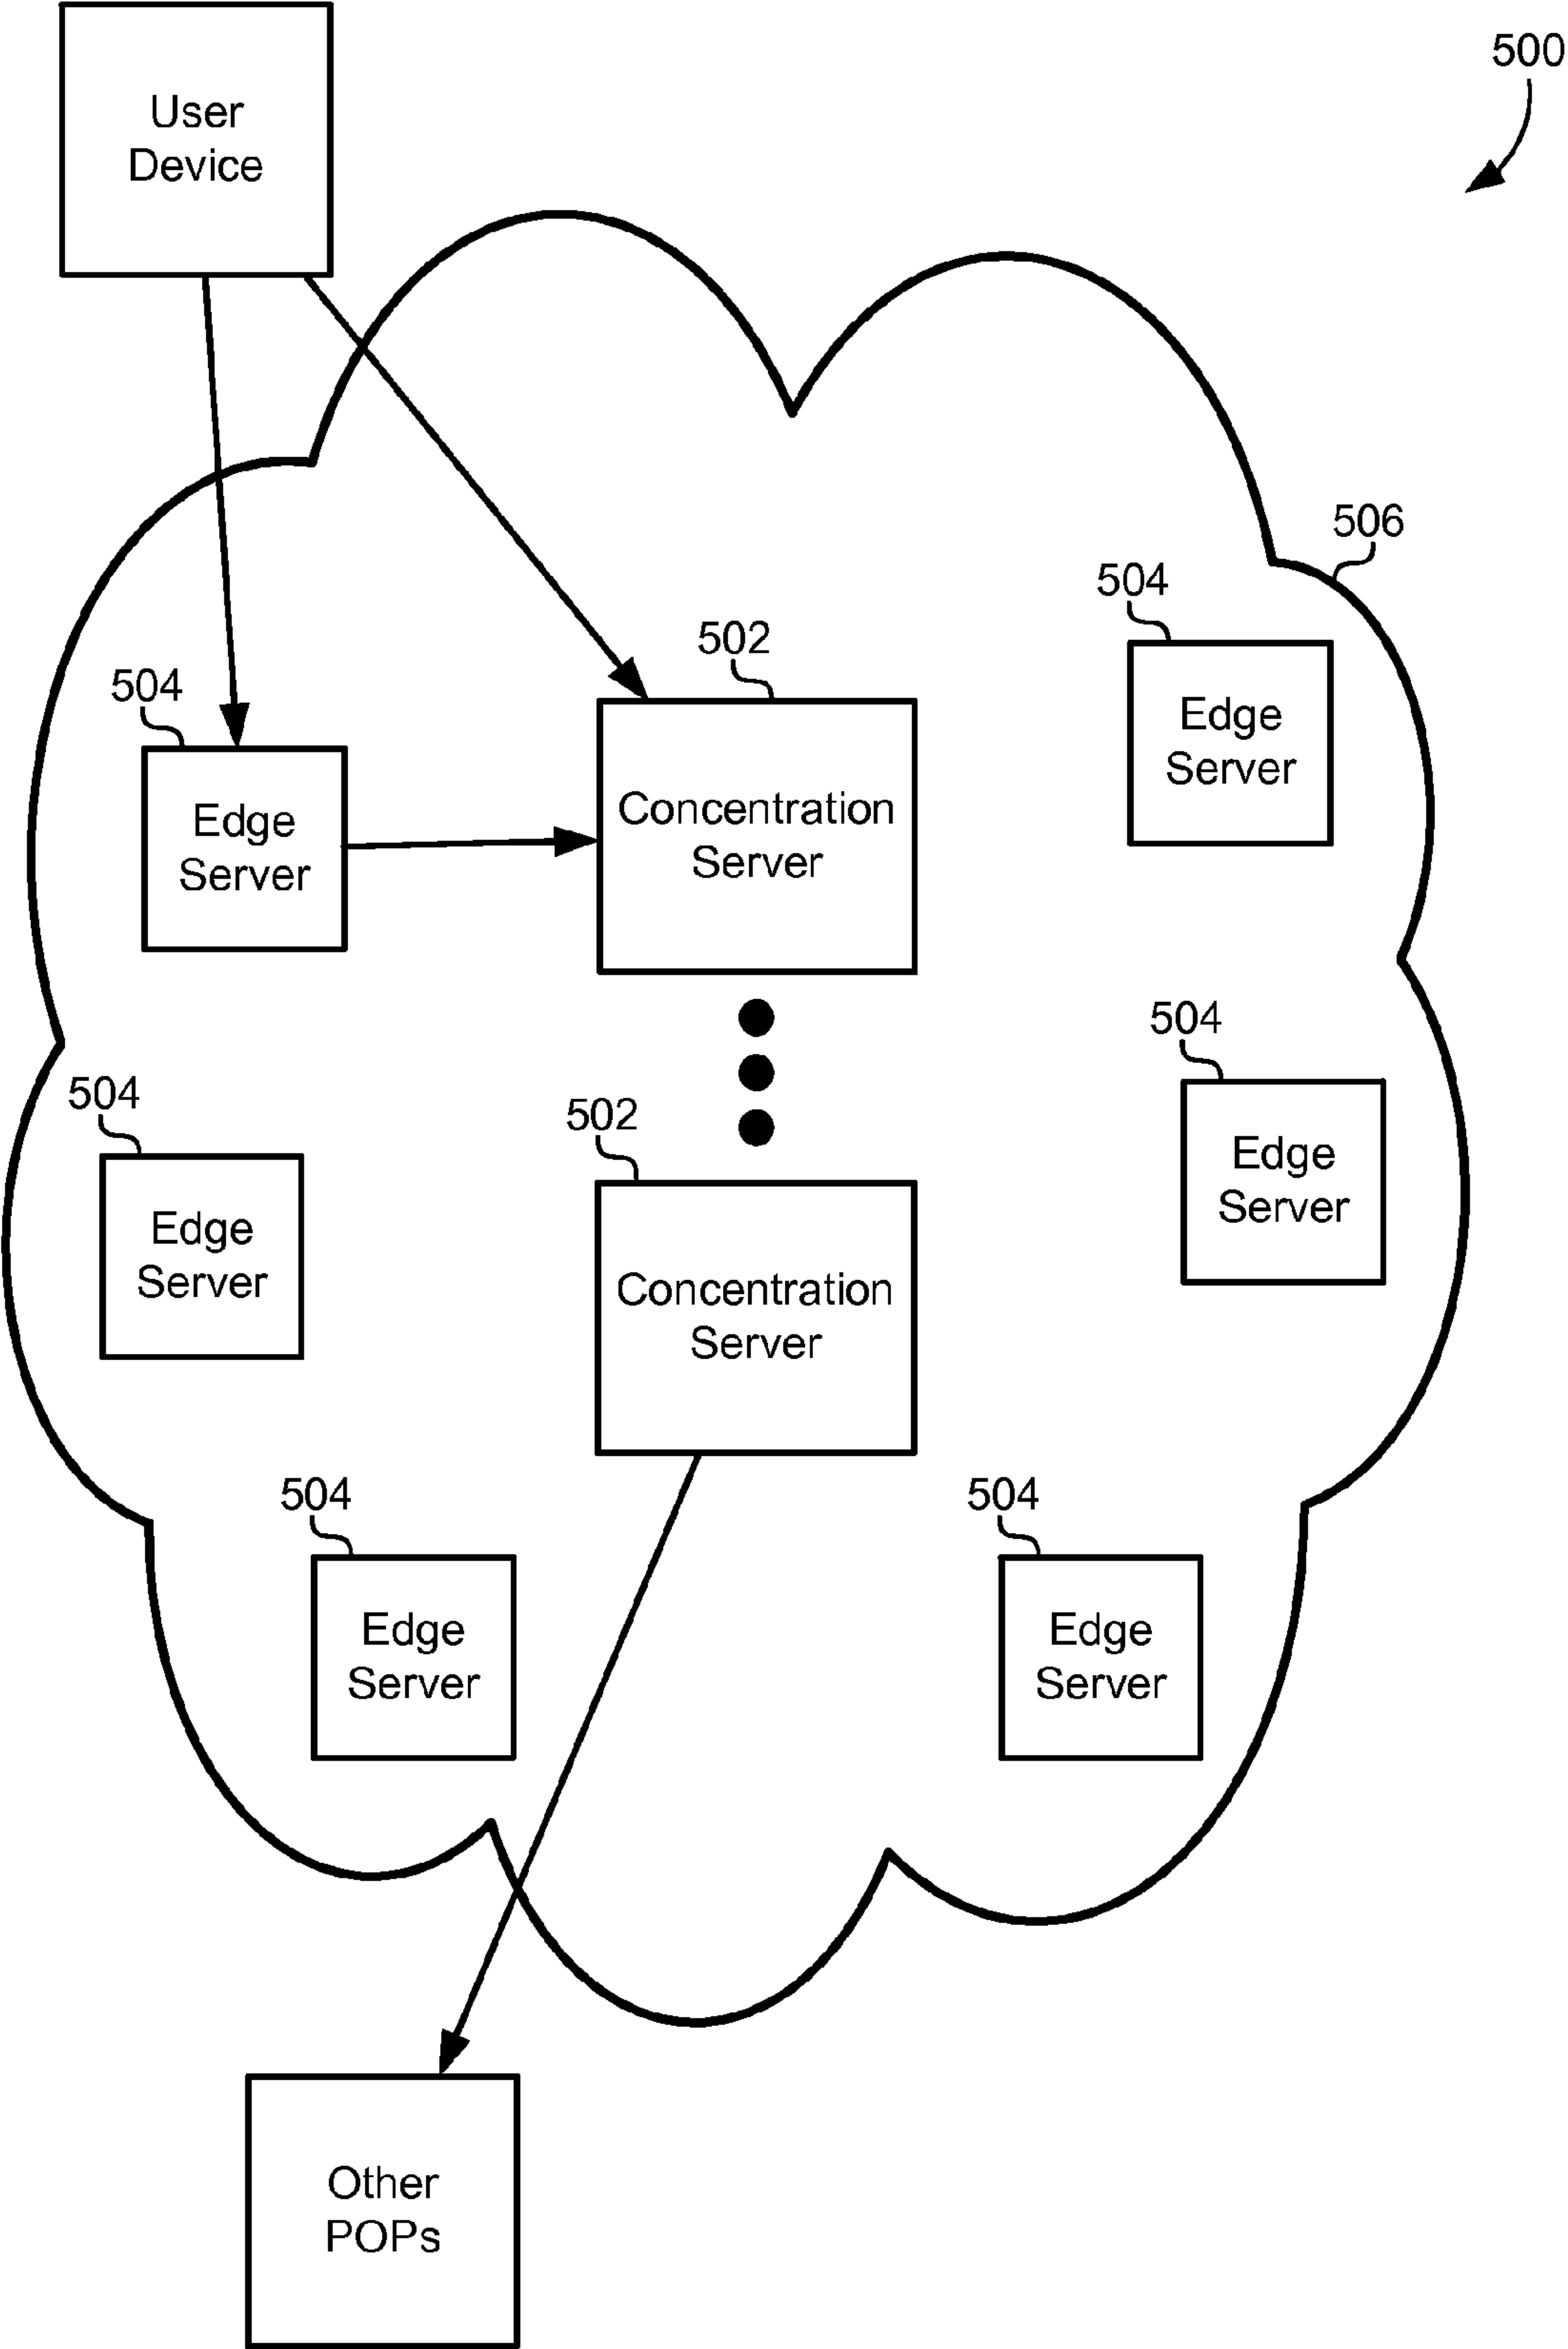 500
User
Device
506
504
502
504
Edge
Server
Concentration
Server
Edge
Server
504
504
502
Edge
Server
Edge
Server
Concentration
Server
504
504
Edge
Server
Edge
Server
Other
POPs